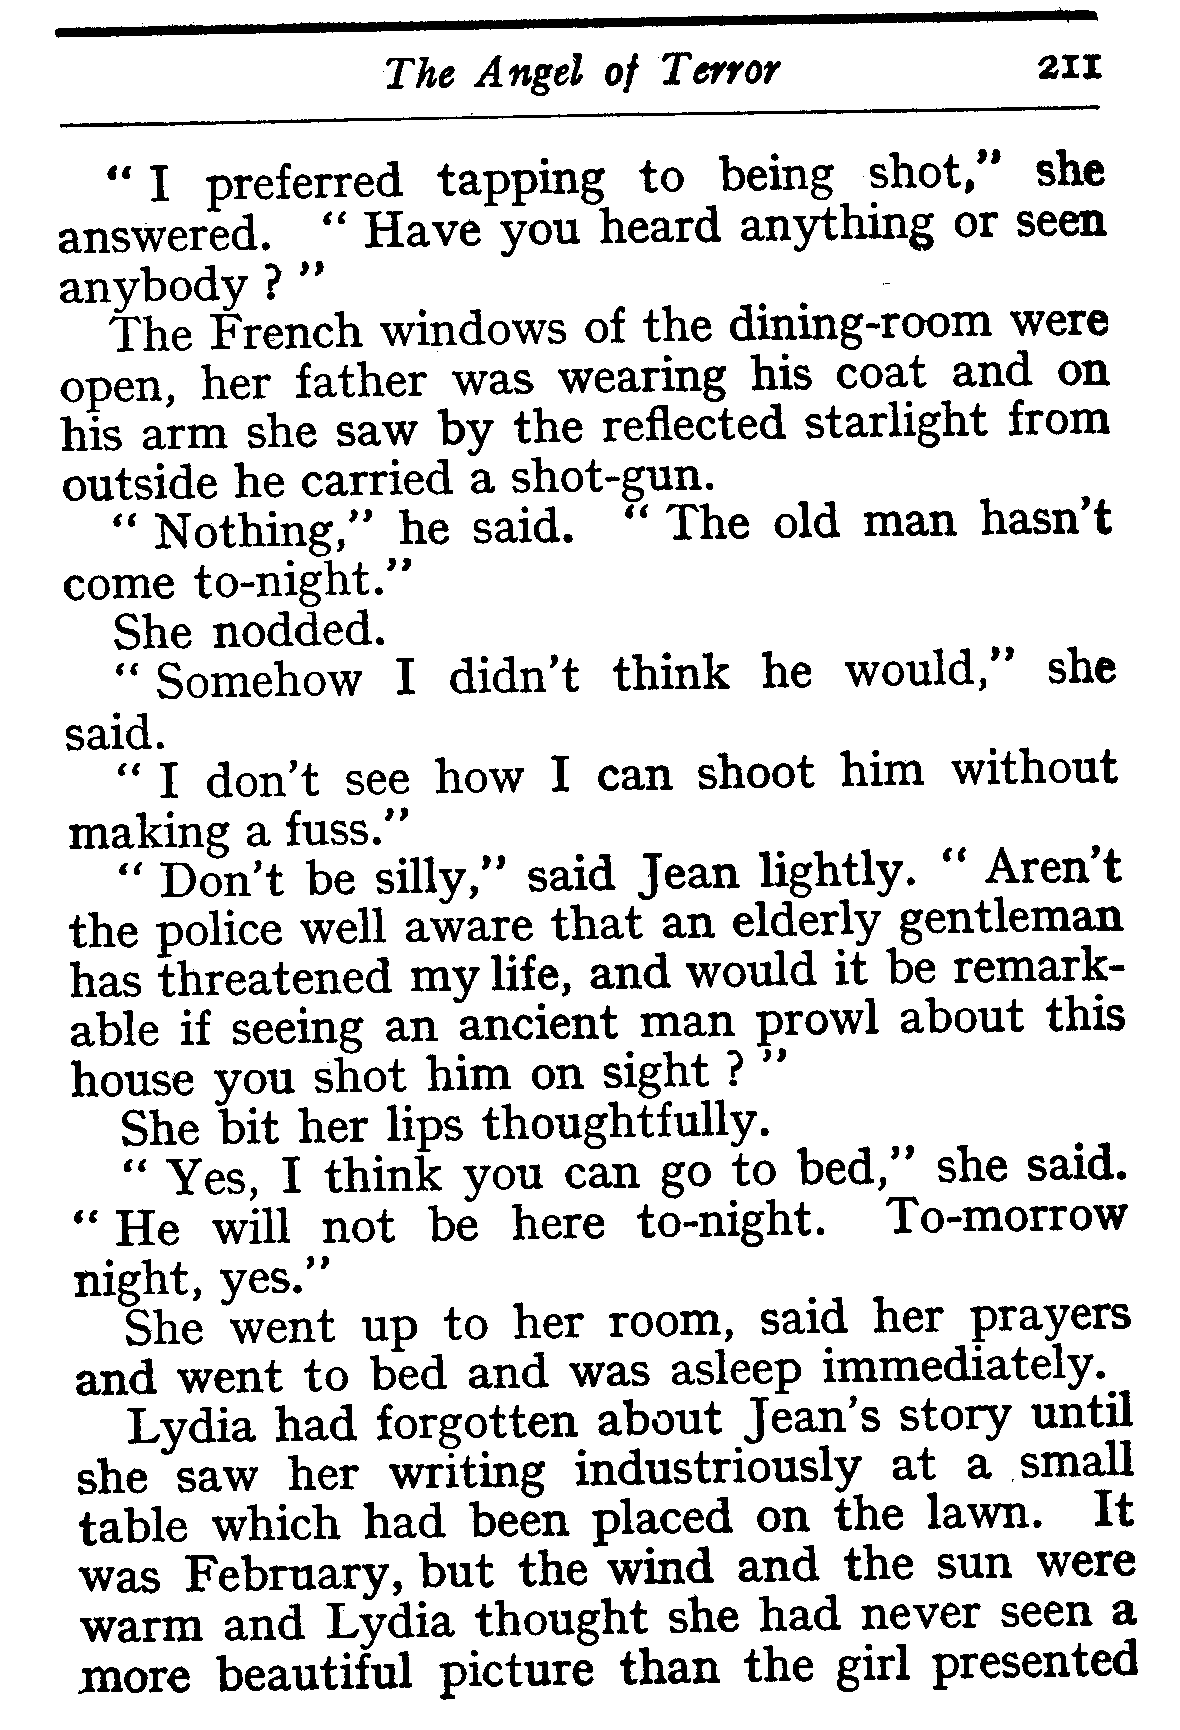 The Angel of Terror 211
“ I preferred tapping to being shot,” she
answered. “ Have you heard anything or seen
anybody ? ”
The French windows of the dining-room were
open, her father was wearing his coat and on
his arm she saw by the reflected starlight from
outside he carried a shot-gun.
“ Nothing,” he said. “ The old man hasn't
come to-night.”
She nodded.
“ Somehow I didn't think he would,” she
said.
“ I don't see how I can shoot him without
making a fuss.”
“ Don't be silly,” said Jean lightly. “ Aren't
the police well aware that an elderly gentleman
has threatened my life, and would it be remark-
able if seeing an ancient man prowl about this
house you shot him on sight ? ”
She bit her lips thoughtfully.
“ Yes, I think you can go to bed,” she said.
“ He will not be here to-night. To-morrow
night, yes.”
She went up to her room, said her prayers
and went to bed and was asleep immediately.
Lydia had forgotten about Jean's story until
she saw her writing industriously at a small
table which had been placed on the lawn. It
was February, but the wind and the sun were
warm and Lydia thought she had never seen a
more beautiful picture than the girl presented